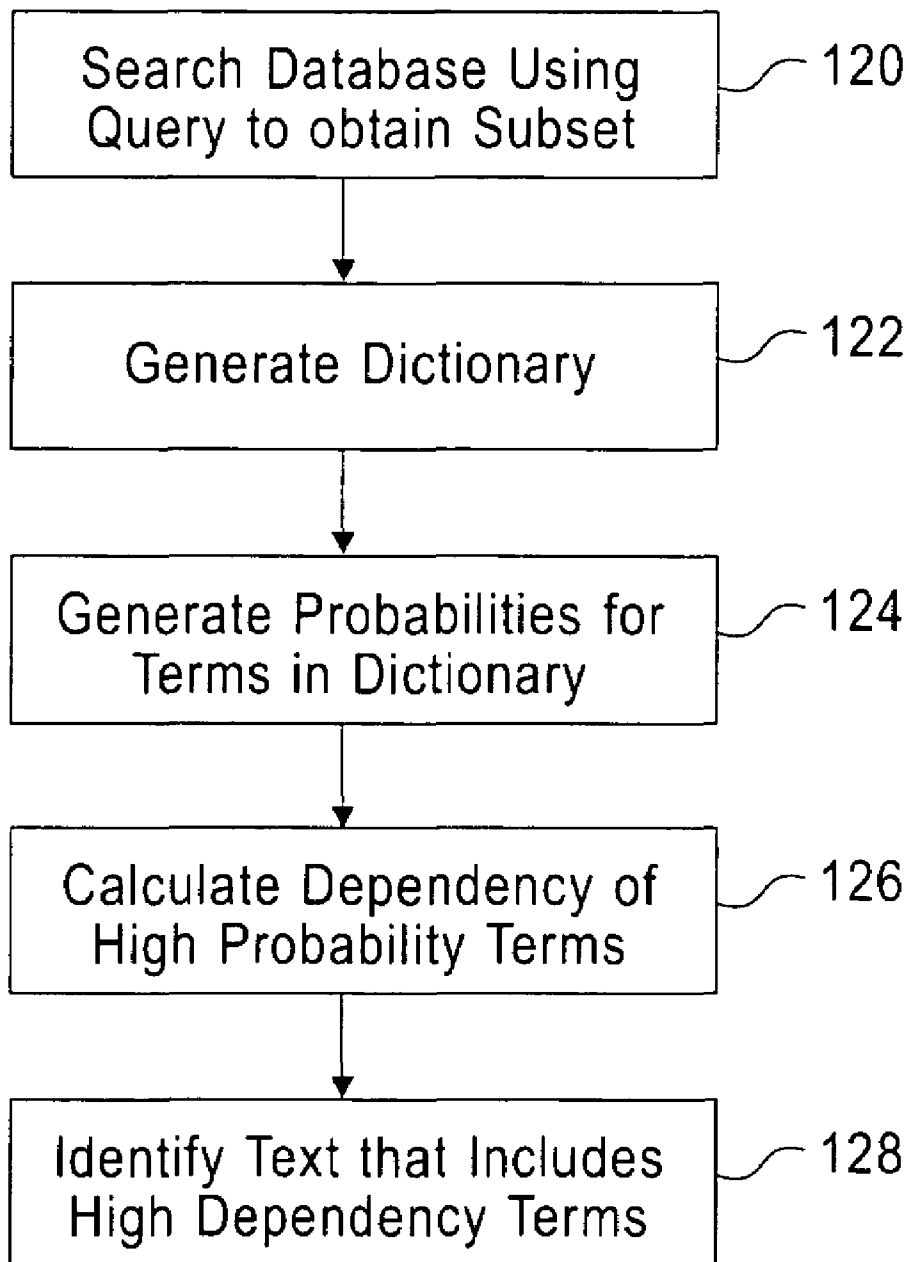 Search Database Using
Query to obtain Subset
120
Generate Dictionary
122
Generate Probabilities for
Terms in Dictionary
124
Calculate Dependency of
High Probability Terms
126
Identify Text that Includes
High Dependency Terms
128